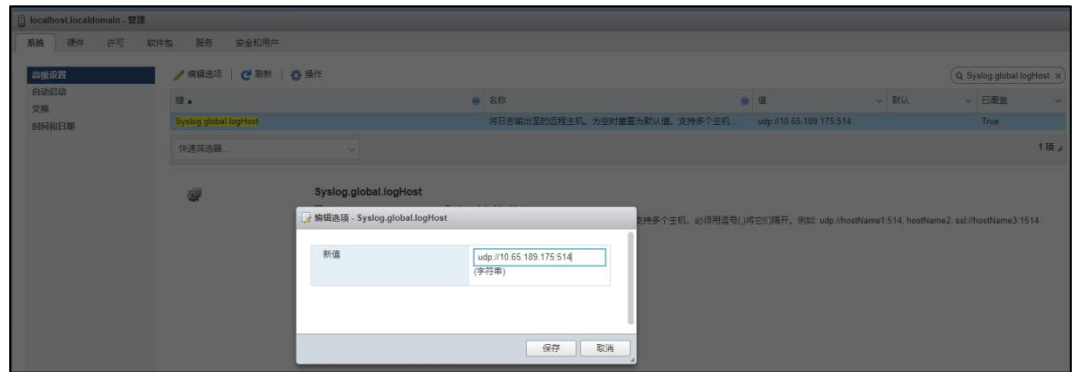 localhost.localdomain - 管理
系统 硬件 许可 软件包 服务 安全和用户
高级设置
自动启动
交换
时间和日期
编辑选项 | 刷新 | 操作
Syslog.global.logHost
键 名称 值 默认 已覆盖
Syslog.global.logHost 将日志输出至的远程主机。为空时重置为默认值。支持多个主机... udp://10.65.189.175:514 True
快速筛选器... 1 项
Syslog.global.logHost
编辑选项 - Syslog.global.logHost
支持多个主机，必须用逗号(,)将它们隔开。例如: udp://hostName1:514, hostName2, ssl://hostName3:1514
新值 udp://10.65.189.175:514
(字符串)
保存 取消